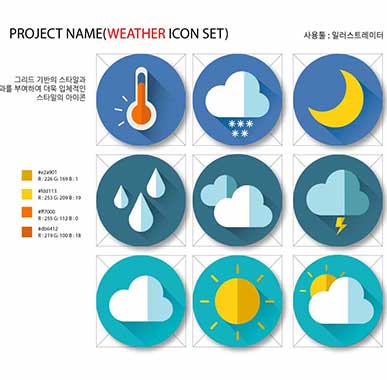 PROJECT NAME(WEATHER ICON SET)
사용툴 : 일러스트레이터
그리드 기반의 스타일과
과를 부여하여 더욱 입체적인
스타일의 아이콘
#e2a901
R : 226 G : 169 B : 1
#fdd113
R : 253 G : 209 B : 19
#ff7000
R : 255 G : 112 B : 0
#db6412
R : 219 G : 100 B : 18